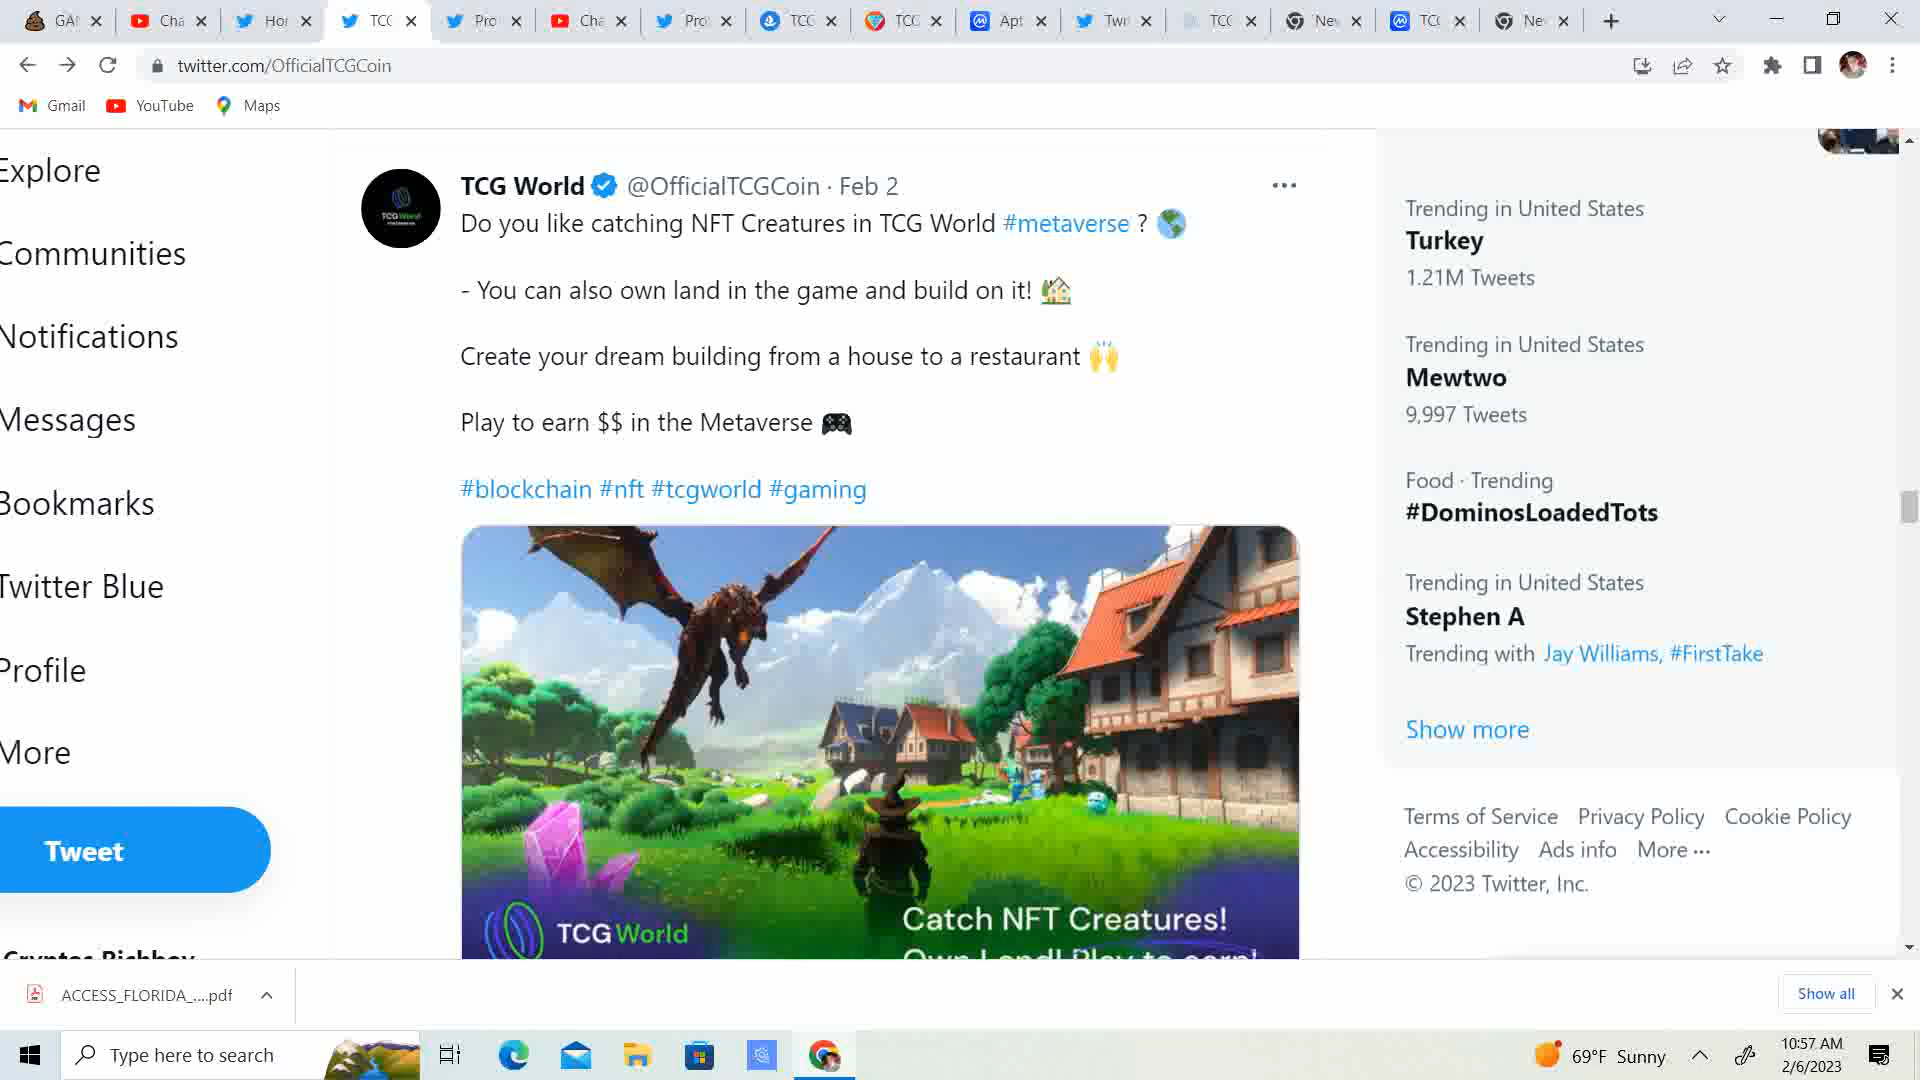 GA
Cha
Hor
TCG
Pro
Cha
Pro
TCG
TCG
Apt
Twi
TCG
Nev
TCG
Ne
twitter.com/OfficialTCGCoin
Gmail
YouTube
Maps
Explore
Communities
Notifications
Messages
Bookmarks
Twitter Blue
Profile
More
Tweet
TCG World @OfficialTCGCoin · Feb 2
Do you like catching NFT Creatures in TCG World #metaverse ? 🌎
- You can also own land in the game and build on it! 🏡
Create your dream building from a house to a restaurant 🙌
Play to earn $$ in the Metaverse 🎮
#blockchain #nft #tcgworld #gaming
TCG World
Catch NFT Creatures!
Own Land! Play to earn!
Trending in United States
Turkey
1.21M Tweets
Trending in United States
Mewtwo
9,997 Tweets
Food · Trending
#DominosLoadedTots
Trending in United States
Stephen A
Trending with Jay Williams, #FirstTake
Show more
Terms of Service Privacy Policy Cookie Policy
Accessibility Ads info More ···
© 2023 Twitter, Inc.
ACCESS_FLORIDA_....pdf
Show all
Type here to search
69°F Sunny
10:57 AM
2/6/2023